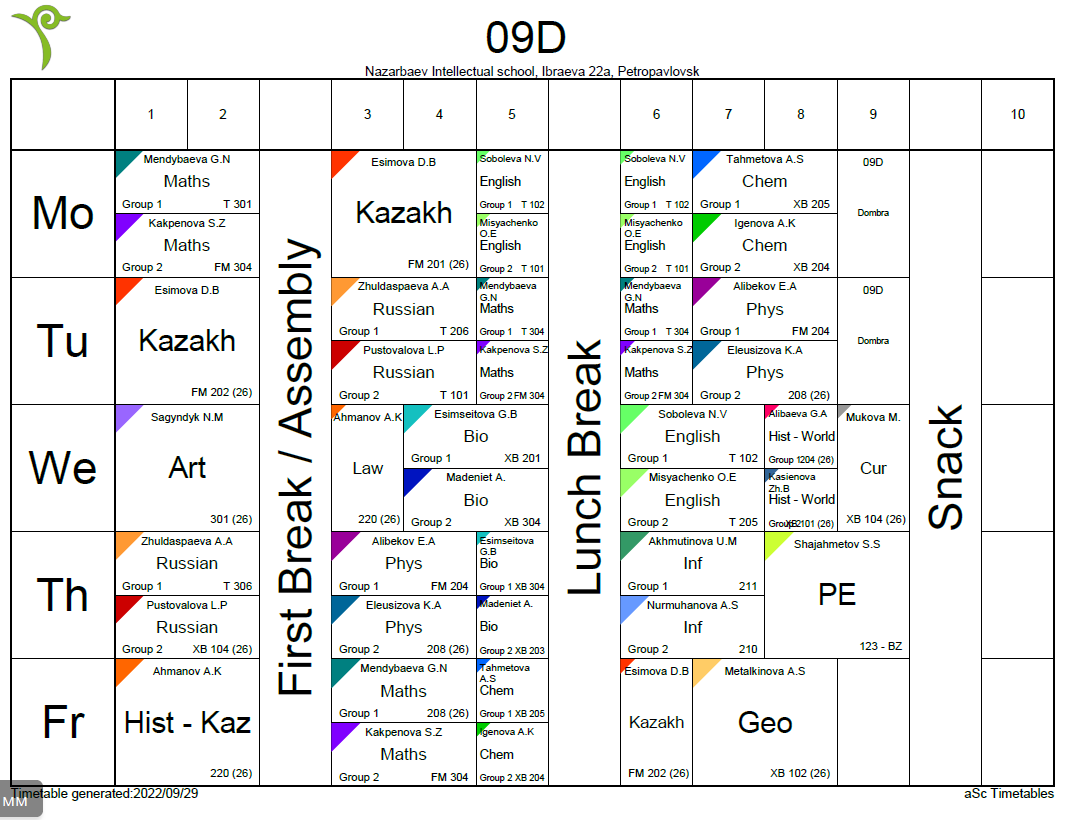 09D
Nazarbaev Intellectual school, Ibraeva 22a, Petropavlovsk
1 2 3 4 5 6 7 8 9 10
First Break / Assembly
Lunch Break
Snack
Mo
Mendybaeva G.N
Maths
Group 1 T 301
Kakpenova S.Z
Maths
Group 2 FM 304
Esimova D.B
Kazakh
FM 201 (26)
Soboleva N.V
English
Group 1 T 102
Misyachenko
O.E
English
Group 2 T 101
Soboleva N.V
English
Group 1 T 102
Misyachenko
O.E
English
Group 2 T 101
Tahmetova A.S
Chem
Group 1 XB 205
Igenova A.K
Chem
Group 2 XB 204
09D
Dombra
Tu
Esimova D.B
Kazakh
FM 202 (26)
Zhuldaspaeva A.A
Russian
Group 1 T 206
Pustovalova L.P
Russian
Group 2 T 101
Mendybaeva
G.N
Maths
Group 1 T 304
Kakpenova S.Z
Maths
Group 2 FM 304
Mendybaeva
G.N
Maths
Group 1 T 304
Kakpenova S.Z
Maths
Group 2 FM 304
Alibekov E.A
Phys
Group 1 FM 204
Eleusizova K.A
Phys
Group 2 208 (26)
09D
Dombra
We
Sagyndyk N.M
Art
301 (26)
Ahmanov A.K
Law
220 (26)
Esimseitova G.B
Bio
Group 1 XB 201
Madeniet A.
Bio
Group 2 XB 304
Soboleva N.V
English
Group 1 T 102
Misyachenko O.E
English
Group 2 T 205
Alibaeva G.A
Hist - World
Group 1204 (26)
Kasienova
Zh.B
Hist - World
Group 2 XB 101 (26)
Mukova M.
Cur
XB 104 (26)
Th
Zhuldaspaeva A.A
Russian
Group 1 T 306
Pustovalova L.P
Russian
Group 2 XB 104 (26)
Alibekov E.A
Phys
Group 1 FM 204
Eleusizova K.A
Phys
Group 2 208 (26)
Esimseitova
G.B
Bio
Group 1 XB 304
Madeniet A.
Bio
Group 2 XB 203
Akhmutinova U.M
Inf
Group 1 211
Nurmuhanova A.S
Inf
Group 2 210
Shajahmetov S.S
PE
123 - BZ
Fr
Ahmanov A.K
Hist - Kaz
220 (26)
Mendybaeva G.N
Maths
Group 1 208 (26)
Kakpenova S.Z
Maths
Group 2 FM 304
Tahmetova
A.S
Chem
Group 1 XB 205
Igenova A.K
Chem
Group 2 XB 204
Esimova D.B
Kazakh
FM 202 (26)
Metalkinova A.S
Geo
XB 102 (26)
Timetable generated:2022/09/29
aSc Timetables
MM